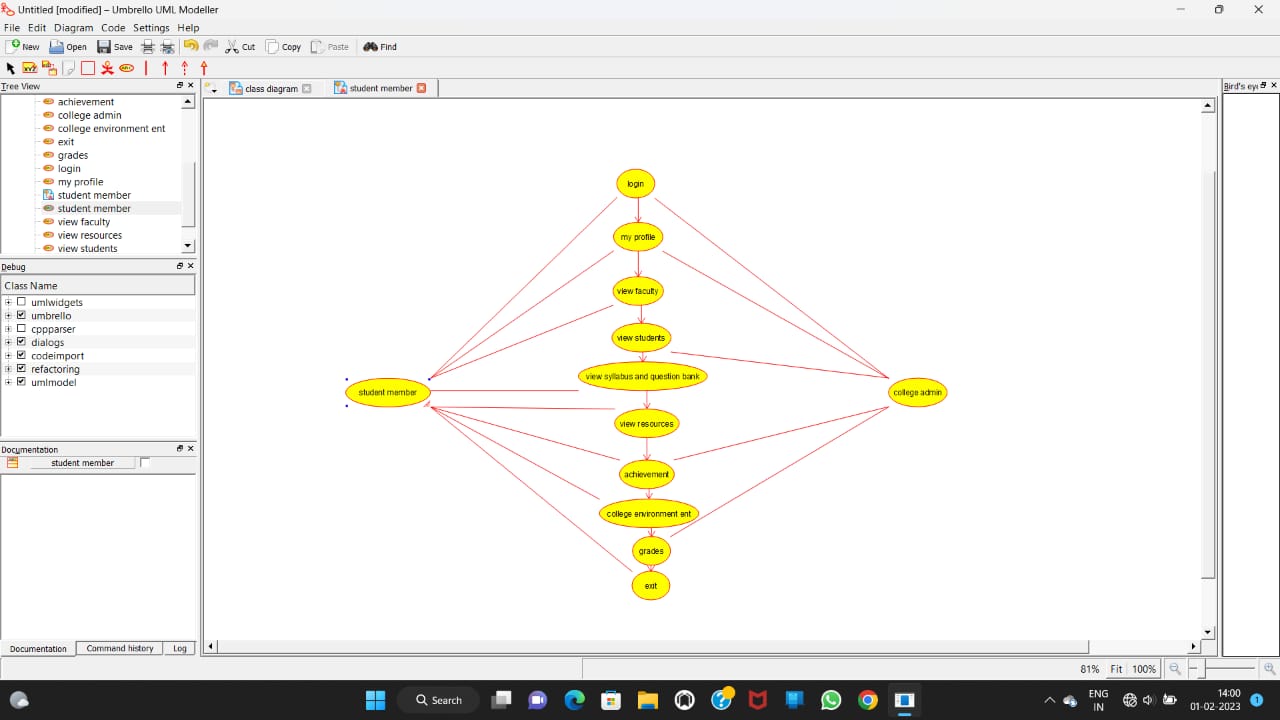 Untitled [modified] – Umbrello UML Modeller
File Edit Diagram Code Settings Help
New Open Save Cut Copy Paste Find
Tree View
class diagram student member
Bird's eye
achievement
college admin
college environment ent
exit
grades
login
my profile
student member
student member
view faculty
view resources
view students
Debug
Class Name
umlwidgets
umbrello
cppparser
dialogs
codeimport
refactoring
umlmodel
Documentation
student member
Documentation Command history Log
login
my profile
view faculty
view students
view syllabus and question bank
student member
college admin
view resources
achievement
college environment ent
grades
exit
81% Fit 100%
Search
ENG
IN
14:00
01-02-2023
1